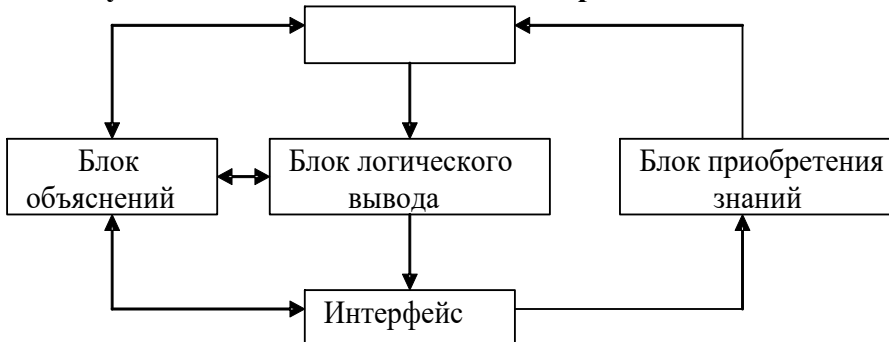 Блок
объяснений
Блок логического
вывода
Блок приобретения
знаний
Интерфейс